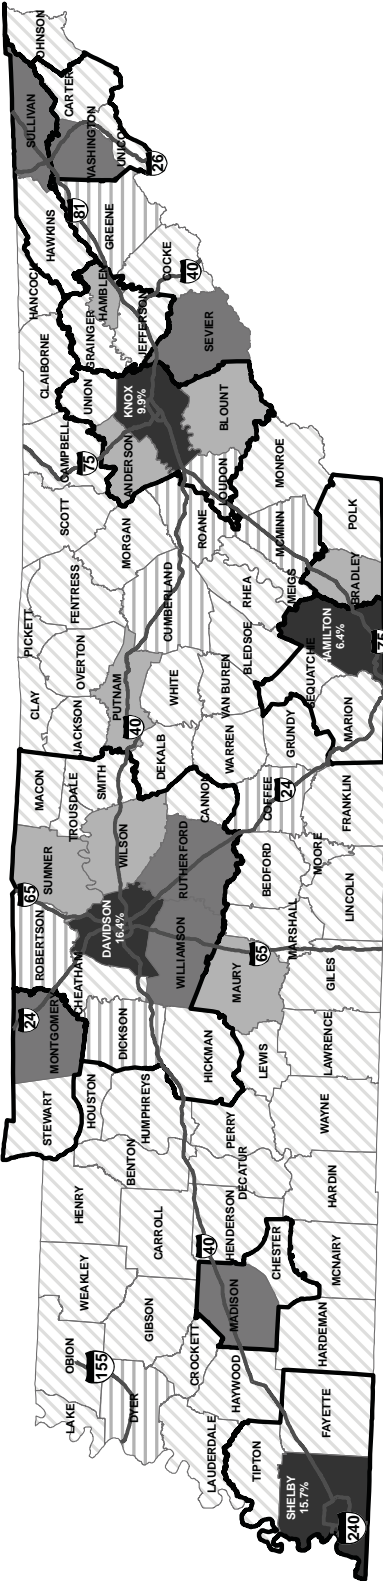 LAKE
OBION
WEAKLEY
HENRY
STEWART
MONTGOMERY
ROBERTSON
SUMNER
MACON
CLAY
PICKETT
SCOTT
CAMPBELL
CLAIBORNE
HANCOCK
HAWKINS
SULLIVAN
JOHNSON
155
24
65
75
81
CARTER
DYER
GIBSON
CARROLL
BENTON
HOUSTON
HUMPHREYS
CHEATHAM
DICKSON
DAVIDSON
16.4%
WILSON
TROUSDALE
SMITH
JACKSON
OVERTON
FENTRESS
PUTNAM
MORGAN
ANDERSON
UNION
GRAINGER
HAMBLEN
GREENE
WASHINGTON
UNICOI
26
KNOX
9.9%
JEFFERSON
COCKE
40
LAUDERDALE
CROCKETT
HAYWOOD
MADISON
HENDERSON
40
DECATUR
PERRY
HICKMAN
WILLIAMSON
RUTHERFORD
CANNON
DEKALB
40
WHITE
CUMBERLAND
ROANE
LOUDON
BLOUNT
SEVIER
TIPTON
CHESTER
LEWIS
MAURY
65
BEDFORD
COFFEE
24
WARREN
VAN BUREN
BLEDSOE
RHEA
MEIGS
MCMINN
MONROE
SHELBY
15.7%
240
FAYETTE
HARDEMAN
MCNAIRY
HARDIN
WAYNE
LAWRENCE
GILES
MARSHALL
LINCOLN
MOORE
FRANKLIN
GRUNDY
MARION
SEQUATCHIE
HAMILTON
6.4%
75
BRADLEY
POLK